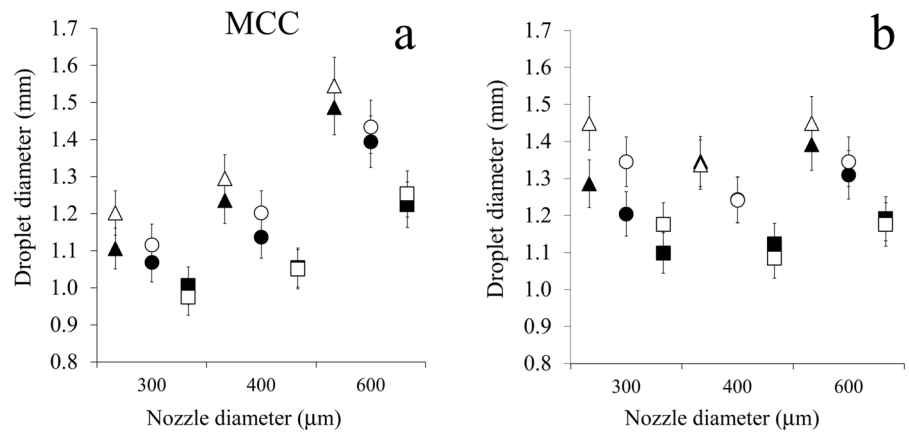 MCC
a
Droplet diameter (mm)
1.7
1.6
1.5
1.4
1.3
1.2
1.1
1.0
0.9
0.8
300 400 600
Nozzle diameter (μm)
b
Droplet diameter (mm)
1.7
1.6
1.5
1.4
1.3
1.2
1.1
1.0
0.9
0.8
300 400 600
Nozzle diameter (μm)